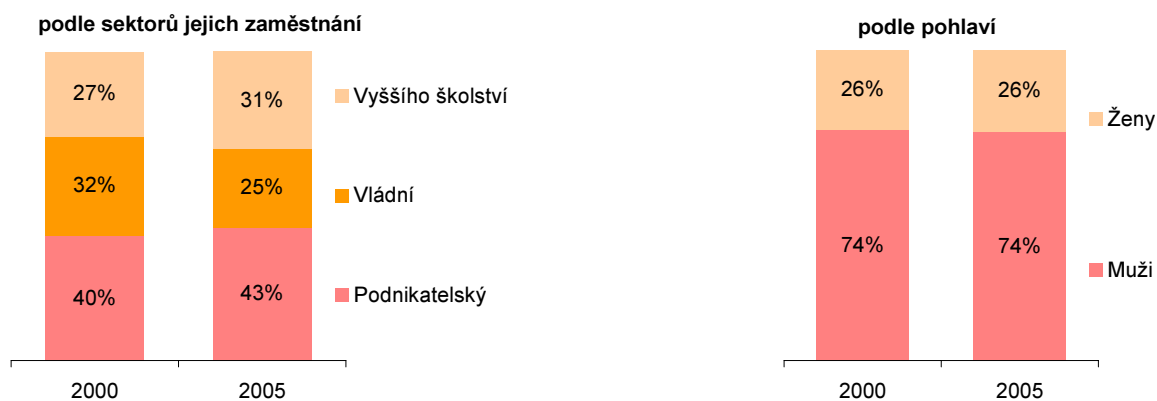 podle sektorů jejich zaměstnání
27%
31%
Vyššího školství
32%
25%
Vládní
40%
43%
Podnikatelský
2000
2005
podle pohlaví
26%
26%
Ženy
74%
74%
Muži
2000
2005